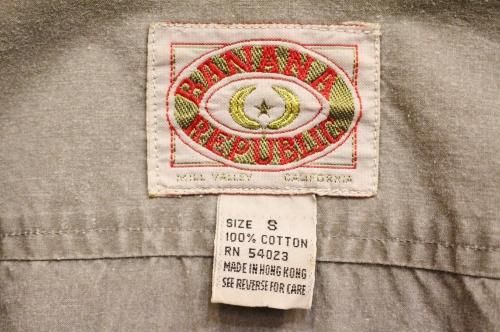 BANANA
REPUBLIC
MILL VALLEY CALIFORNIA
SIZE S
100% COTTON
RN 54023
MADE IN HONG KONG
SEE REVERSE FOR CARE